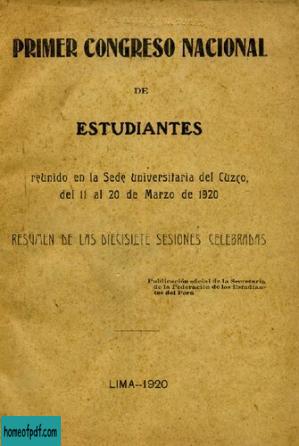 PRIMER CONGRESO NACIONAL
DE
ESTUDIANTES
reunido en la Sede Universitaria del Cuzco,
del 11 al 20 de Marzo de 1920
RESUMEN DE LAS DIECISIETE SESIONES CELEBRADAS
Publicación oficial de la Secretaría
de la Federación de los Estudian-
tes del Perú
LIMA--1920
homeofpdf.com